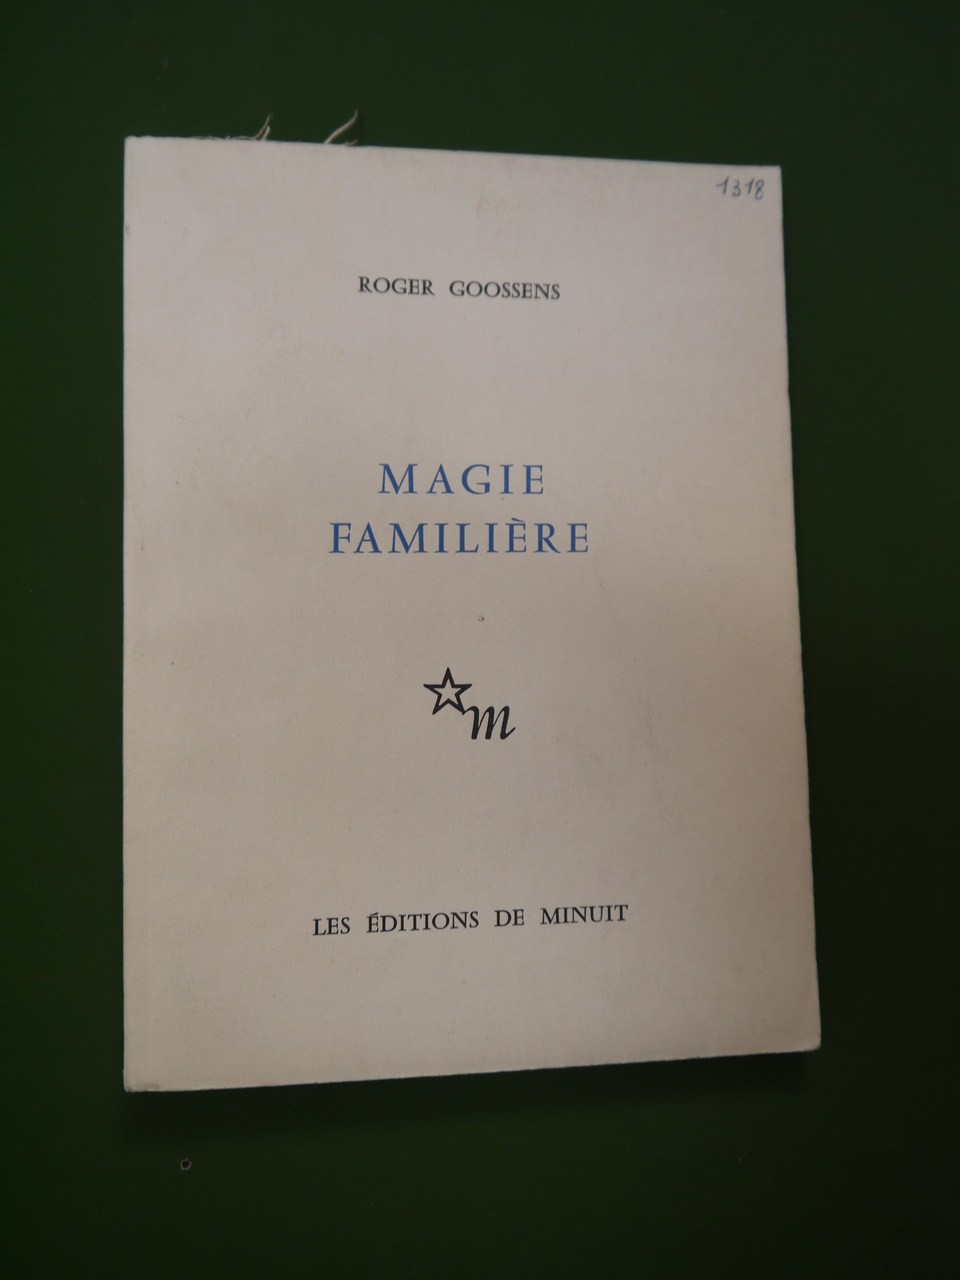 1318
ROGER GOOSSENS
MAGIE
FAMILIÈRE
m
LES ÉDITIONS DE MINUIT